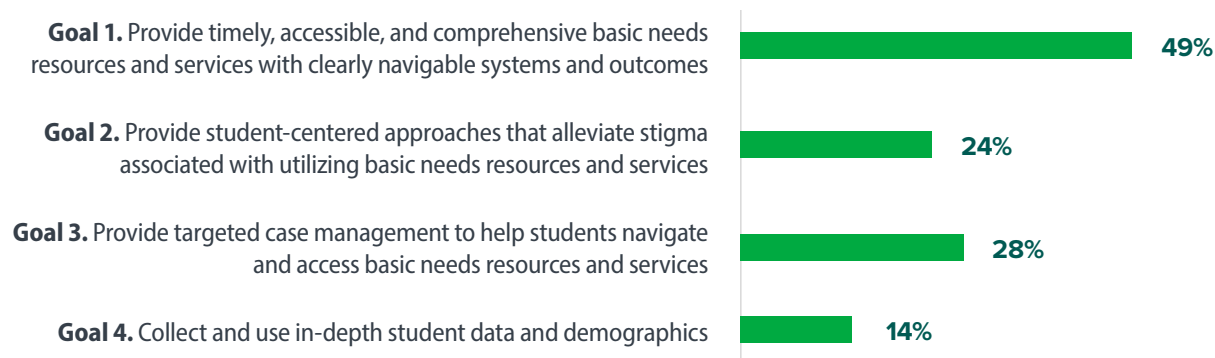 Goal 1. Provide timely, accessible, and comprehensive basic needs
resources and services with clearly navigable systems and outcomes
49%
Goal 2. Provide student-centered approaches that alleviate stigma
associated with utilizing basic needs resources and services
24%
Goal 3. Provide targeted case management to help students navigate
and access basic needs resources and services
28%
Goal 4. Collect and use in-depth student data and demographics
14%